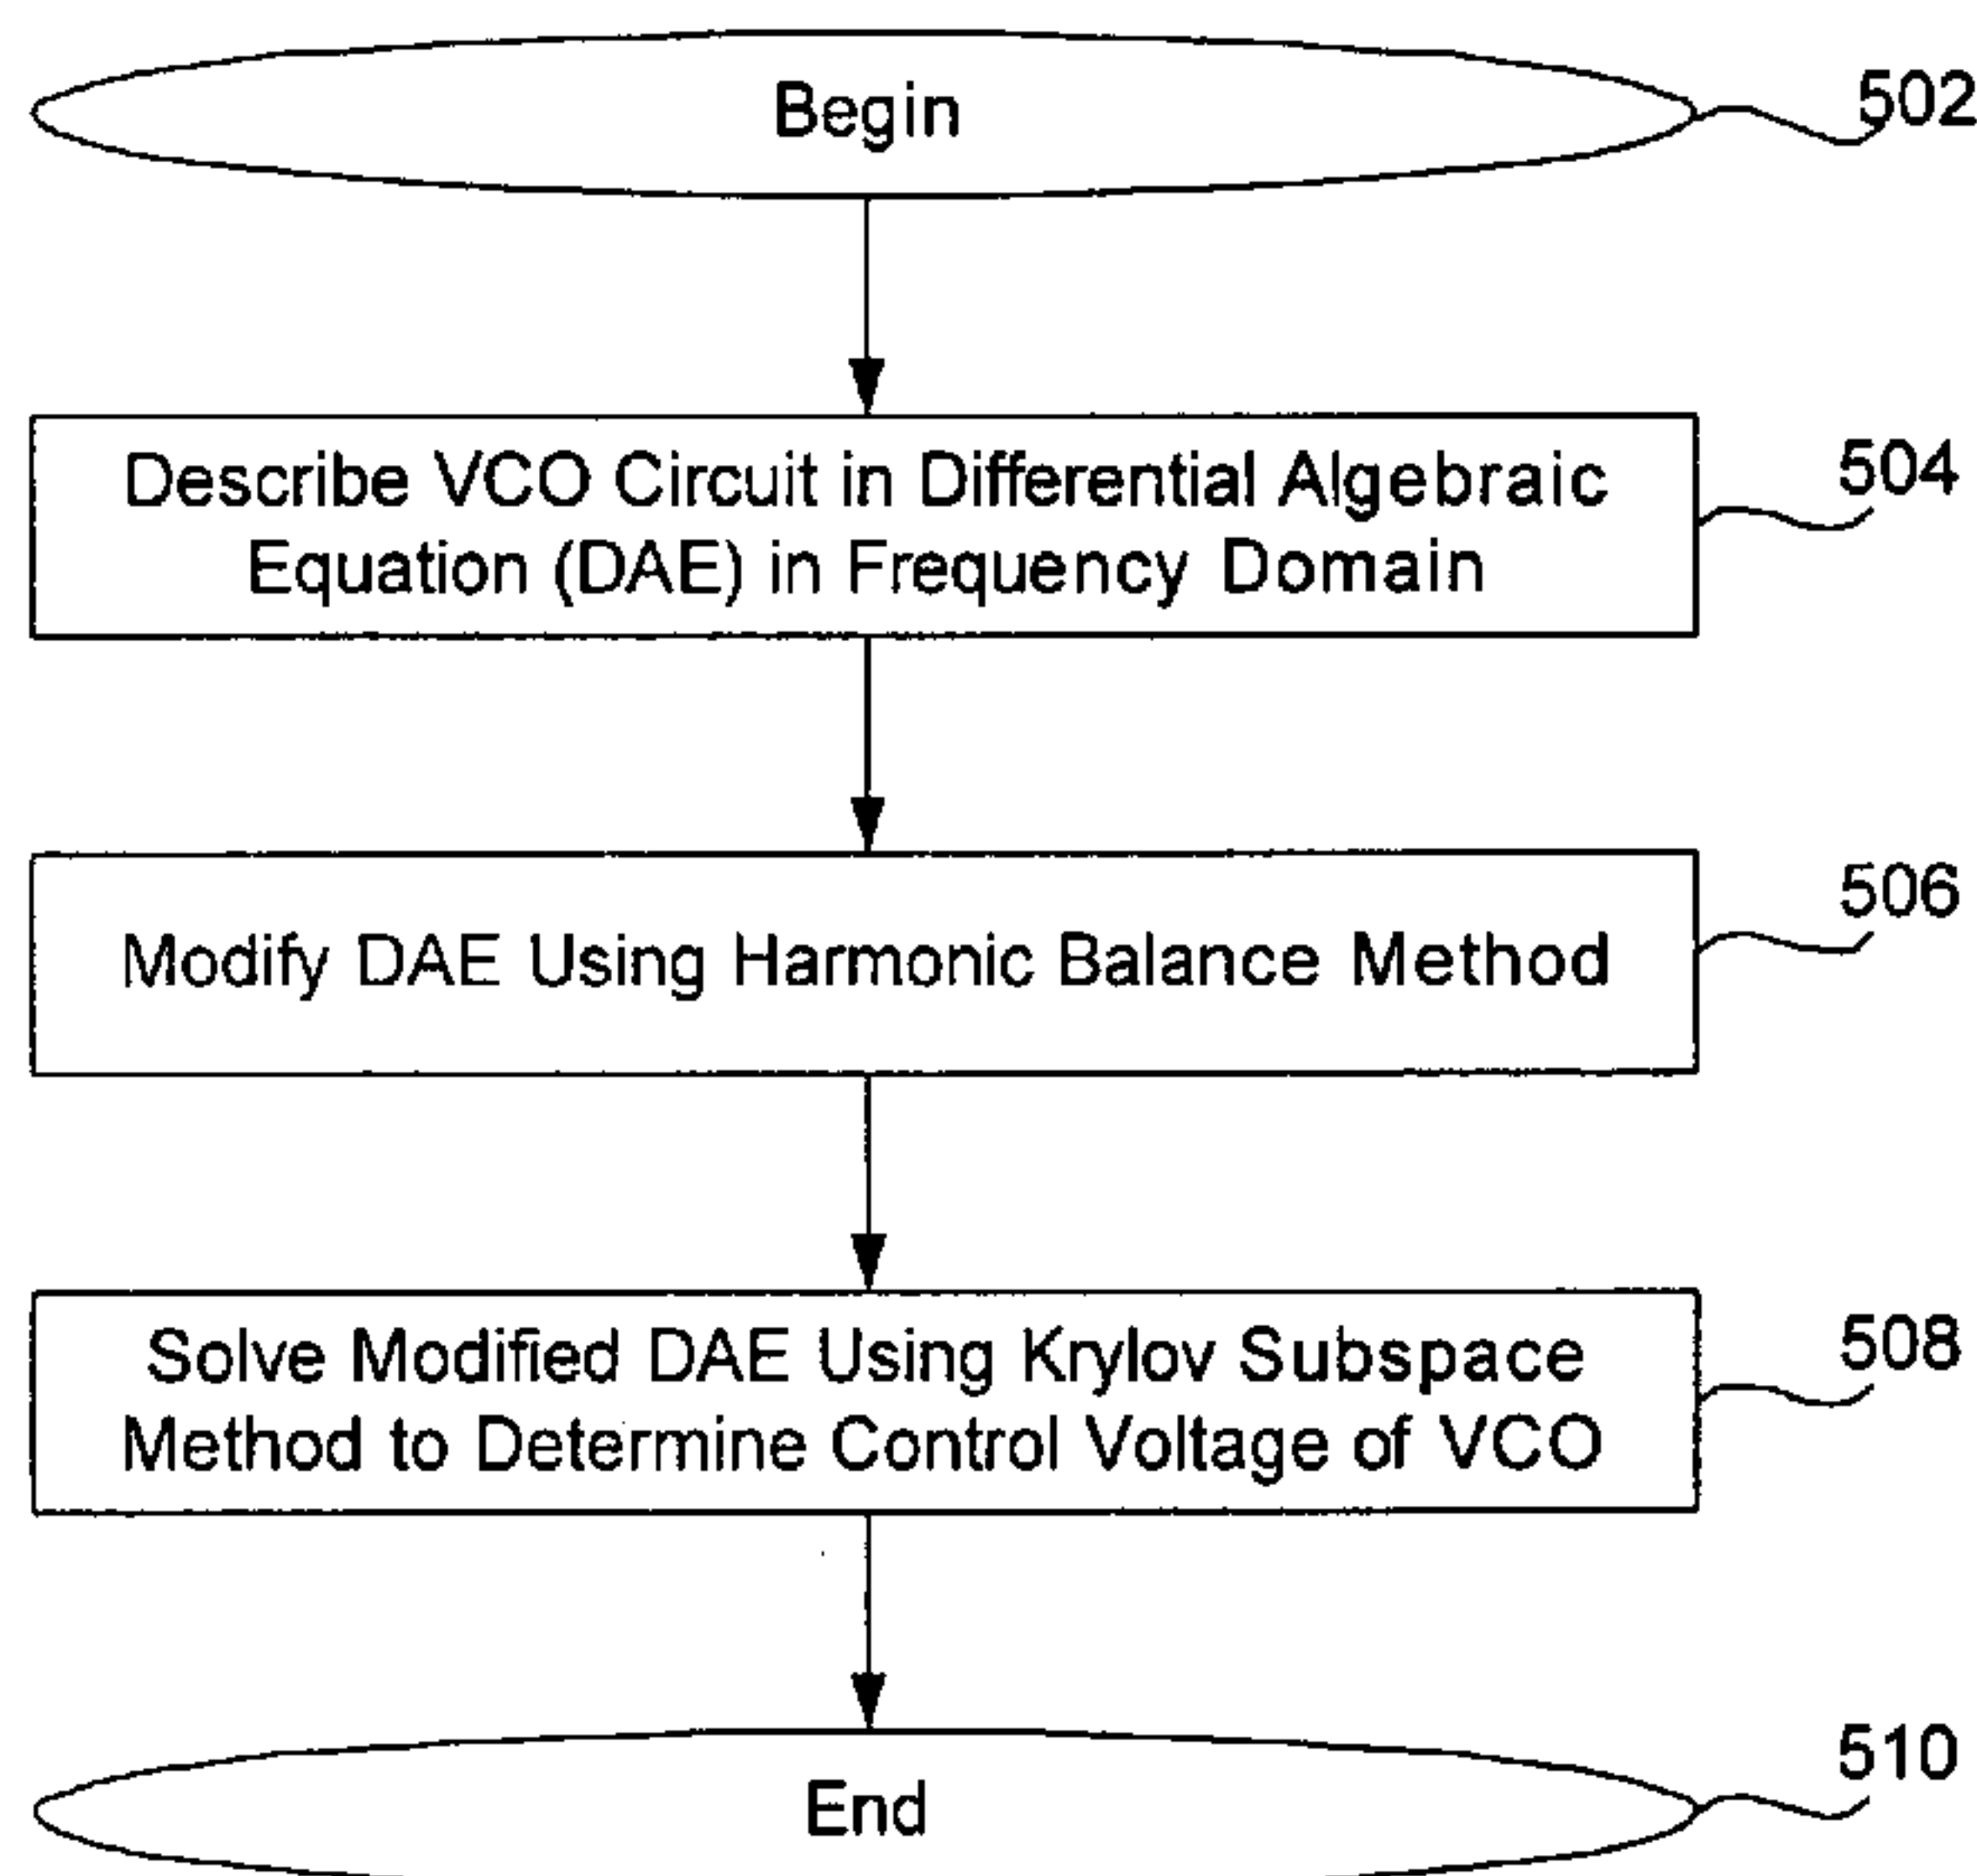 Begin
502
Describe VCO Circuit in Differential Algebraic
Equation (DAE) in Frequency Domain
504
Modify DAE Using Harmonic Balance Method
506
Solve Modified DAE Using Krylov Subspace
Method to Determine Control Voltage of VCO
508
End
510